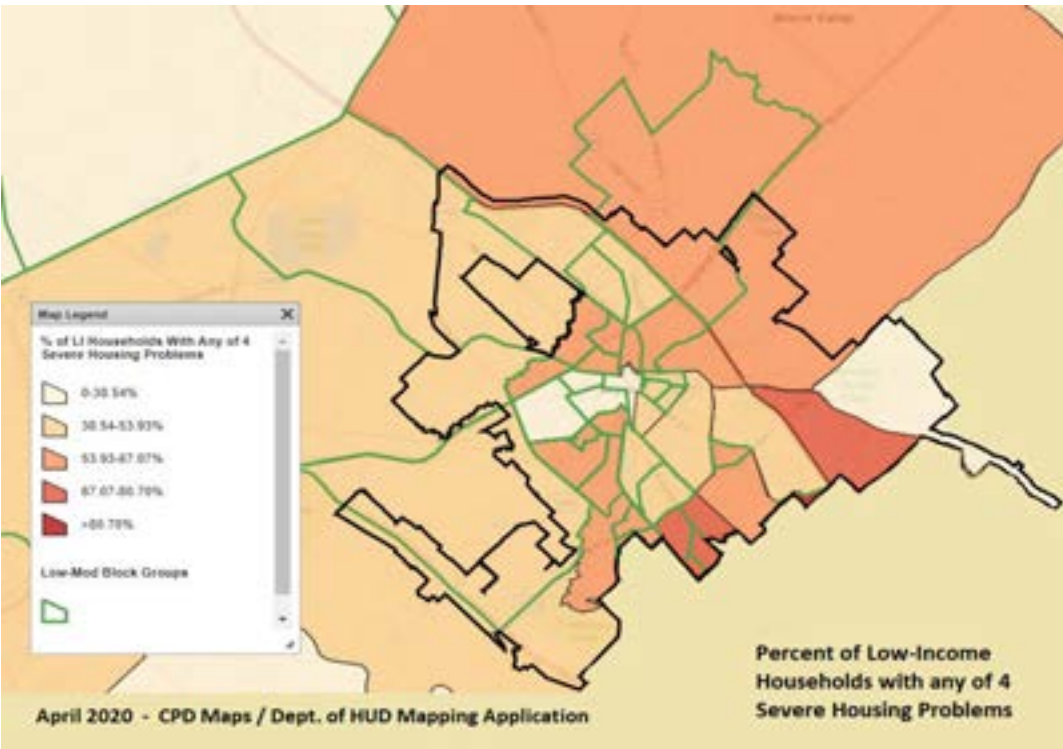 Map Legend
% of LI Households With Any of 4
Severe Housing Problems
0-30.54%
30.54-53.93%
53.93-67.07%
67.07-80.70%
>80.70%
Low-Mod Block Groups
Percent of Low-Income
Households with any of 4
Severe Housing Problems
April 2020 - CPD Maps / Dept. of HUD Mapping Application